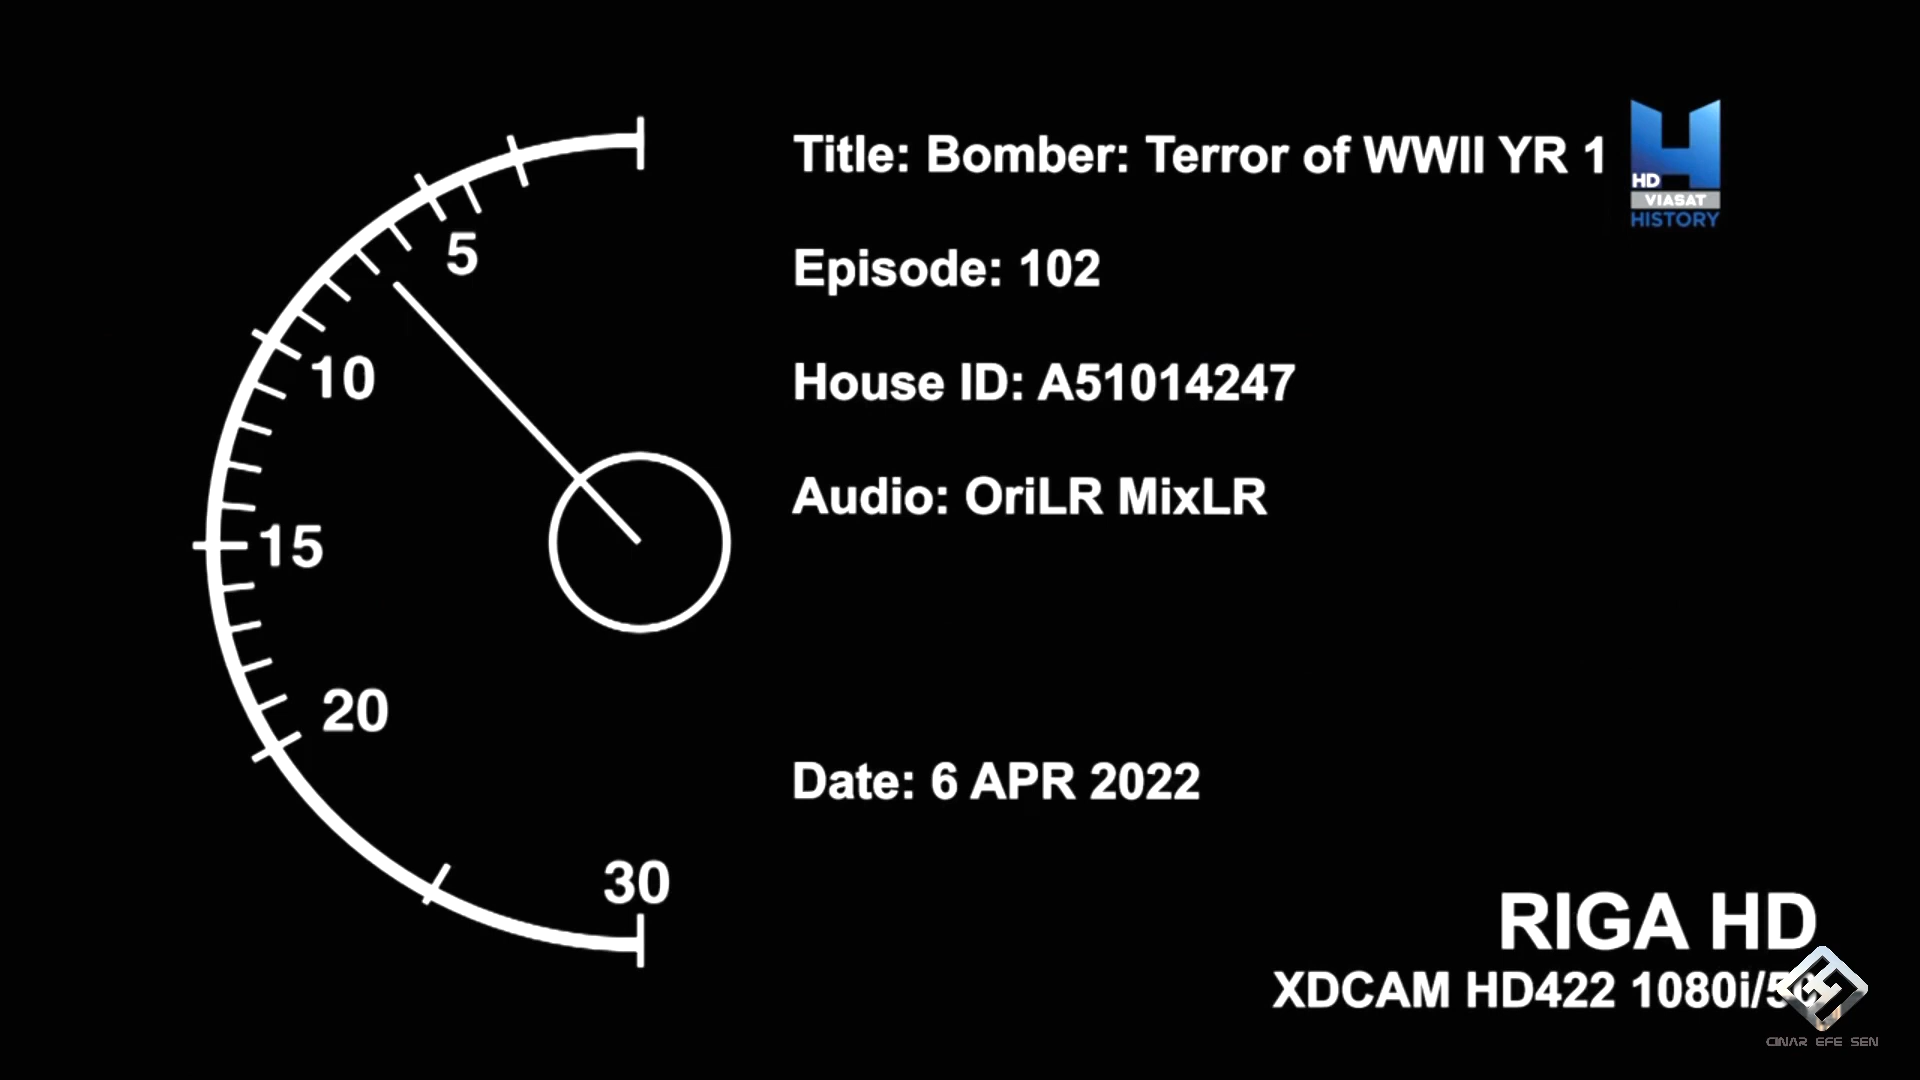 Title: Bomber: Terror of WWII YR 1
HD
VIASAT
HISTORY
Episode: 102
5
House ID: A51014247
10
Audio: OriLR MixLR
15
20
Date: 6 APR 2022
30
RIGA HD
XDCAM HD422 1080i/50
CINAR EFE SEN